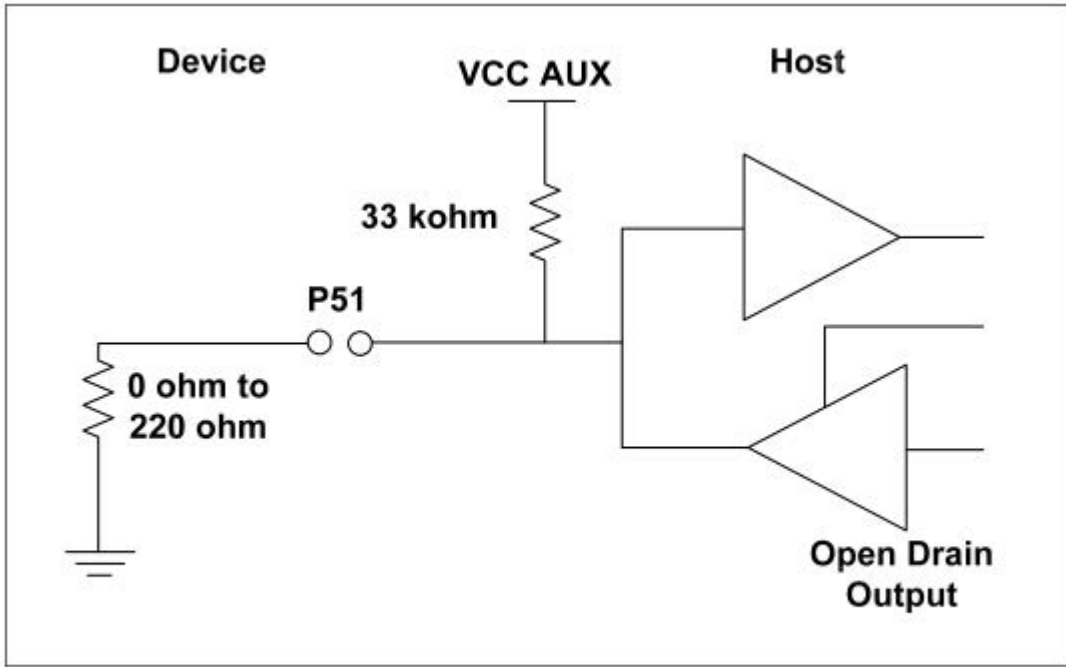 Device
VCC AUX
Host
33 kohm
P51
0 ohm to
220 ohm
Open Drain
Output